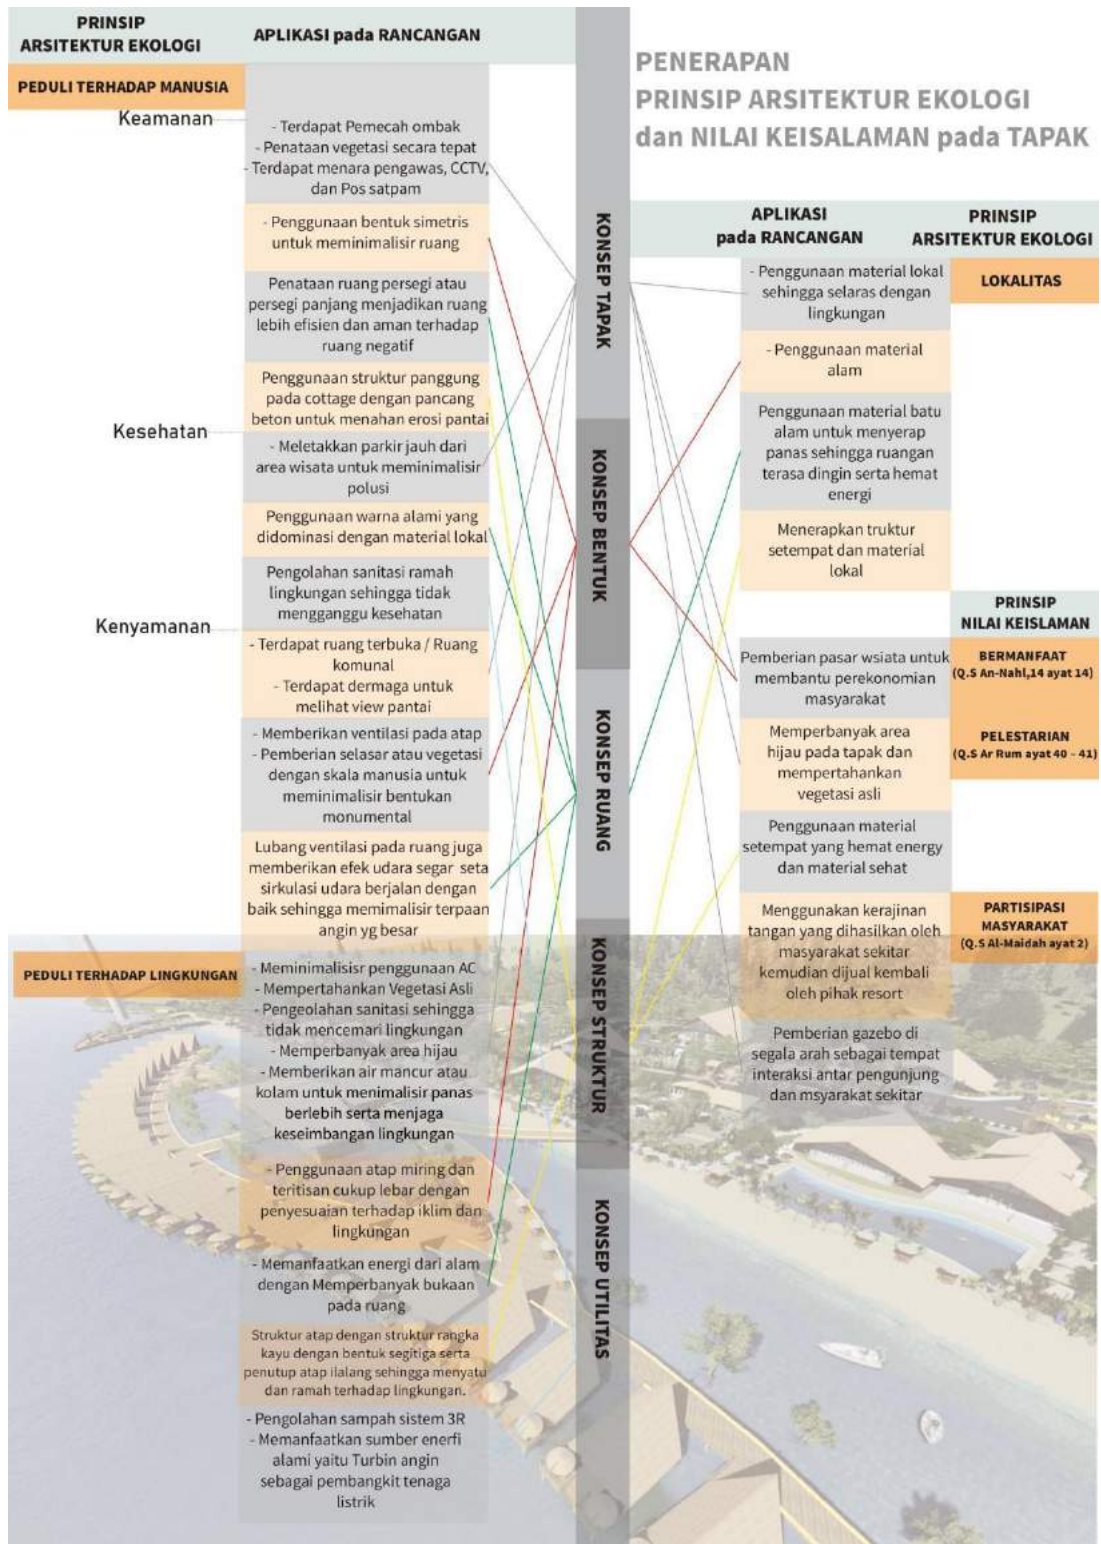 PRINSIP
ARSITEKTUR EKOLOGI
APLIKASI pada RANCANGAN
PEDULI TERHADAP MANUSIA
Keamanan
- Terdapat Pemecah ombak
- Penataan vegetasi secara tepat
- Terdapat menara pengawas, CCTV,
dan Pos satpam
- Penggunaan bentuk simetris
untuk meminimalisir ruang
Penataan ruang persegi atau
persegi panjang menjadikan ruang
lebih efisien dan aman terhadap
ruang negatif
Penggunaan struktur panggung
pada cottage dengan pancang
beton untuk menahan erosi pantai
Kesehatan
- Meletakkan parkir jauh dari
area wisata untuk meminimalisir
polusi
Penggunaan warna alami yang
didominasi dengan material lokal
Pengolahan sanitasi ramah
lingkungan sehingga tidak
mengganggu kesehatan
Kenyamanan
- Terdapat ruang terbuka / Ruang
komunal
- Terdapat dermaga untuk
melihat view pantai
- Memberikan ventilasi pada atap
- Pemberian selasar atau vegetasi
dengan skala manusia untuk
meminimalisir bentukan
monumental
Lubang ventilasi pada ruang juga
memberikan efek udara segar seta
sirkulasi udara berjalan dengan
baik sehingga memimalisir terpaan
angin yg besar
PEDULI TERHADAP LINGKUNGAN
- Meminimalisisr penggunaan AC
- Mempertahankan Vegetasi Asli
- Pengeolahan sanitasi sehingga
tidak mencemari lingkungan
- Memperbanyak area hijau
- Memberikan air mancur atau
kolam untuk menimalisir panas
berlebih serta menjaga
keseimbangan lingkungan
- Penggunaan atap miring dan
teritisan cukup lebar dengan
penyesuaian terhadap iklim dan
lingkungan
- Memanfaatkan energi dari alam
dengan Memperbanyak bukaan
pada ruang
Struktur atap dengan struktur rangka
kayu dengan bentuk segitiga serta
penutup atap ilalang sehingga menyatu
dan ramah terhadap lingkungan.
- Pengolahan sampah sistem 3R
- Memanfaatkan sumber enerfi
alami yaitu Turbin angin
sebagai pembangkit tenaga
listrik
KONSEP TAPAK
KONSEP BENTUK
KONSEP RUANG
KONSEP STRUKTUR
KONSEP UTILITAS
PENERAPAN
PRINSIP ARSITEKTUR EKOLOGI
dan NILAI KEISALAMAN pada TAPAK
APLIKASI
pada RANCANGAN
PRINSIP
ARSITEKTUR EKOLOGI
- Penggunaan material lokal
sehingga selaras dengan
lingkungan
LOKALITAS
- Penggunaan material
alam
Penggunaan material batu
alam untuk menyerap
panas sehingga ruangan
terasa dingin serta hemat
energi
Menerapkan truktur
setempat dan material
lokal
PRINSIP
NILAI KEISLAMAN
Pemberian pasar wsiata untuk
membantu perekonomian
masyarakat
BERMANFAAT
(Q.S An-Nahl,14 ayat 14)
Memperbanyak area
hijau pada tapak dan
mempertahankan
vegetasi asli
PELESTARIAN
(Q.S Ar Rum ayat 40 - 41)
Penggunaan material
setempat yang hemat energy
dan material sehat
Menggunakan kerajinan
tangan yang dihasilkan oleh
masyarakat sekitar
kemudian dijual kembali
oleh pihak resort
PARTISIPASI
MASYARAKAT
(Q.S Al-Maidah ayat 2)
Pemberian gazebo di
segala arah sebagai tempat
interaksi antar pengunjung
dan msyarakat sekitar